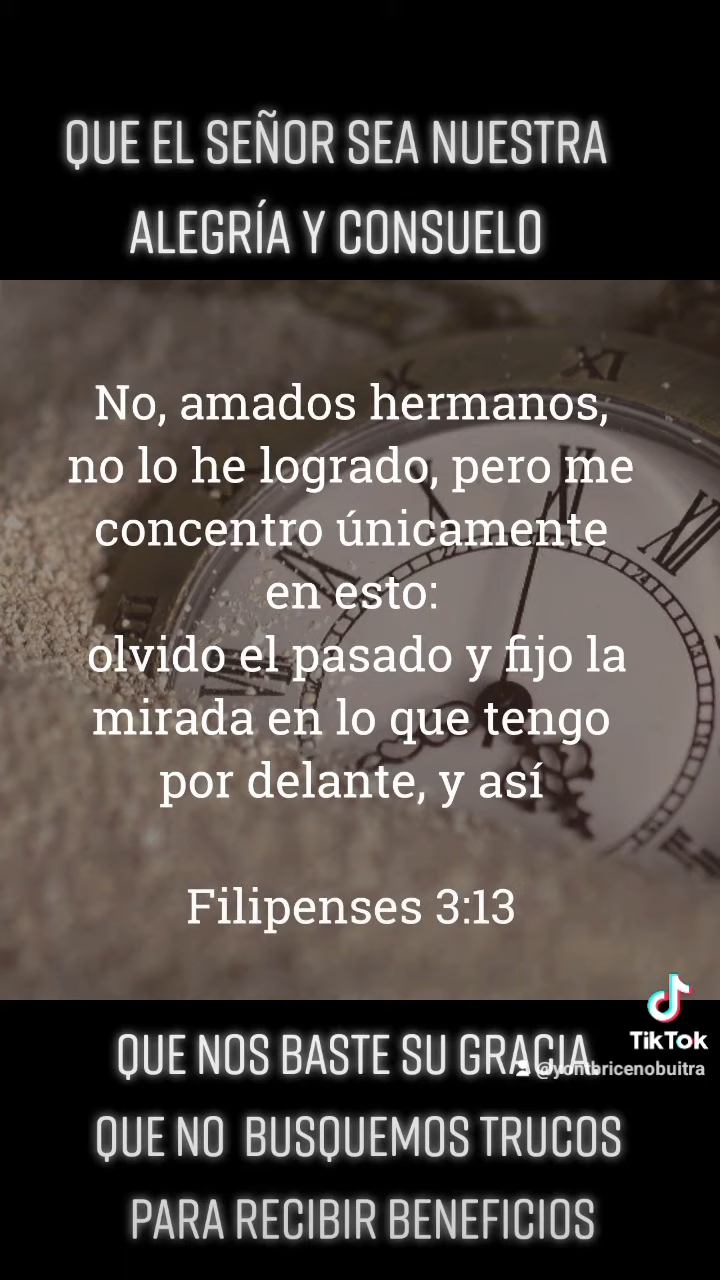 QUE EL SEÑOR SEA NUESTRA
ALEGRÍA Y CONSUELO
No, amados hermanos,
no lo he logrado, pero me
concentro únicamente
en esto:
olvido el pasado y fijo la
mirada en lo que tengo
por delante, y así
Filipenses 3:13
TikTok
QUE NOS BASTE SU GRACIA.
QUE NO BUSQUEMOS TRUCOS
PARA RECIBIR BENEFICIOS